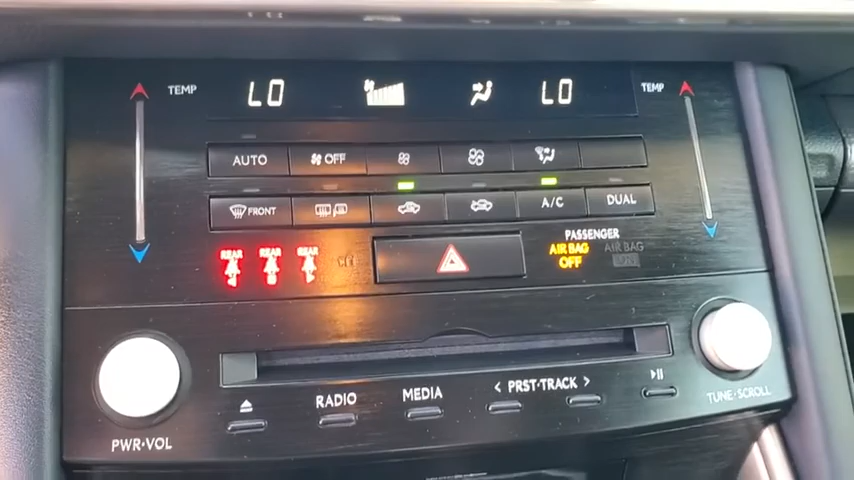 TEMP LO LO TEMP
AUTO OFF
FRONT A/C DUAL
REAR REAR REAR
PASSENGER
AIR BAG AIR BAG
OFF ON
RADIO MEDIA < PRST·TRACK >
PWR·VOL TUNE·SCROLL